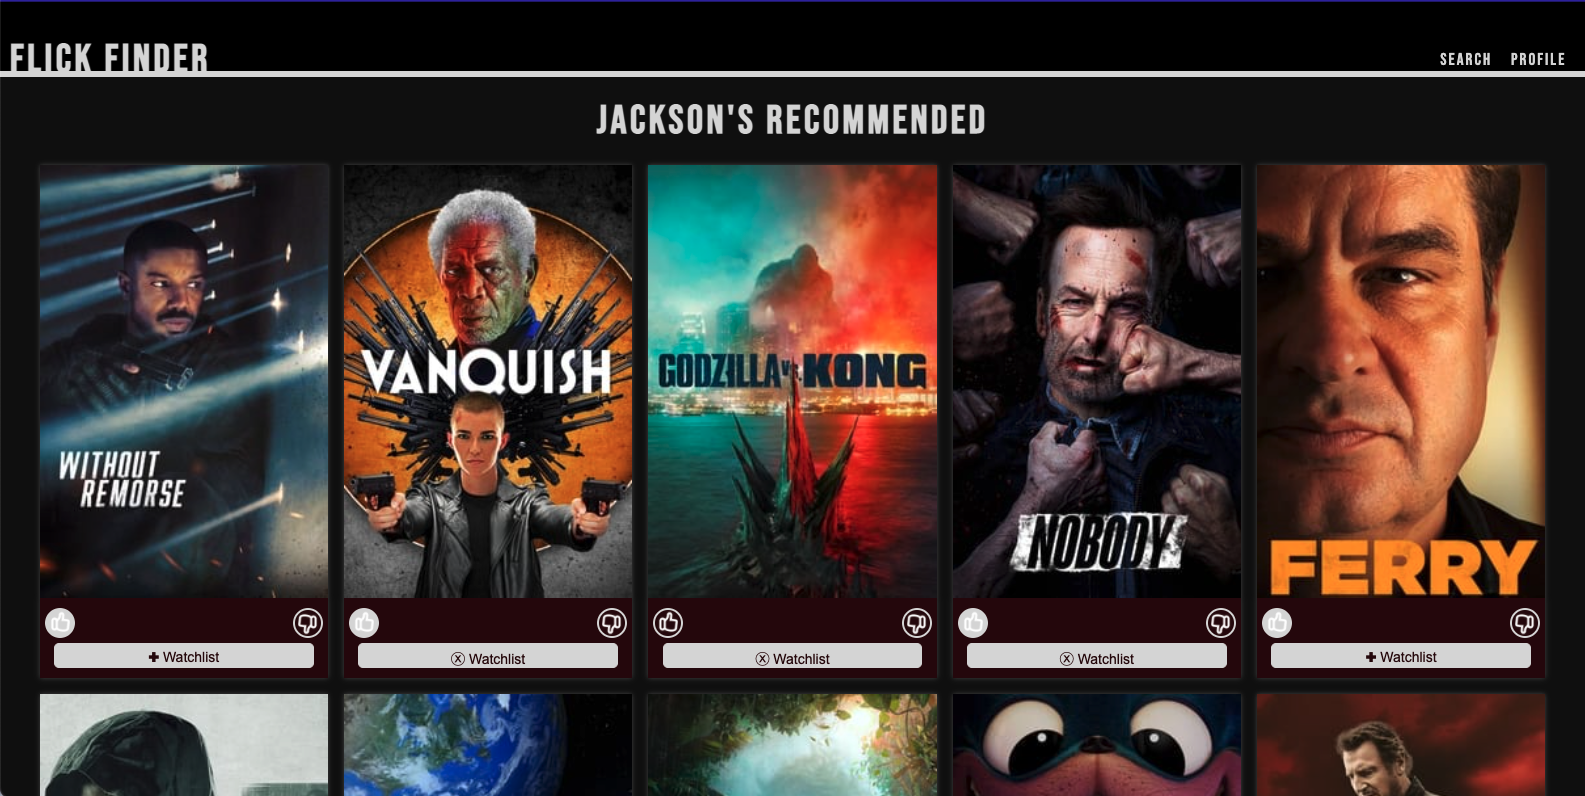 FLICK FINDER
SEARCH PROFILE
JACKSON'S RECOMMENDED
WITHOUT
REMORSE
VANQUISH
GODZILLA VS. KONG
NOBODY
FERRY
✚ Watchlist
ⓧ Watchlist
ⓧ Watchlist
ⓧ Watchlist
✚ Watchlist